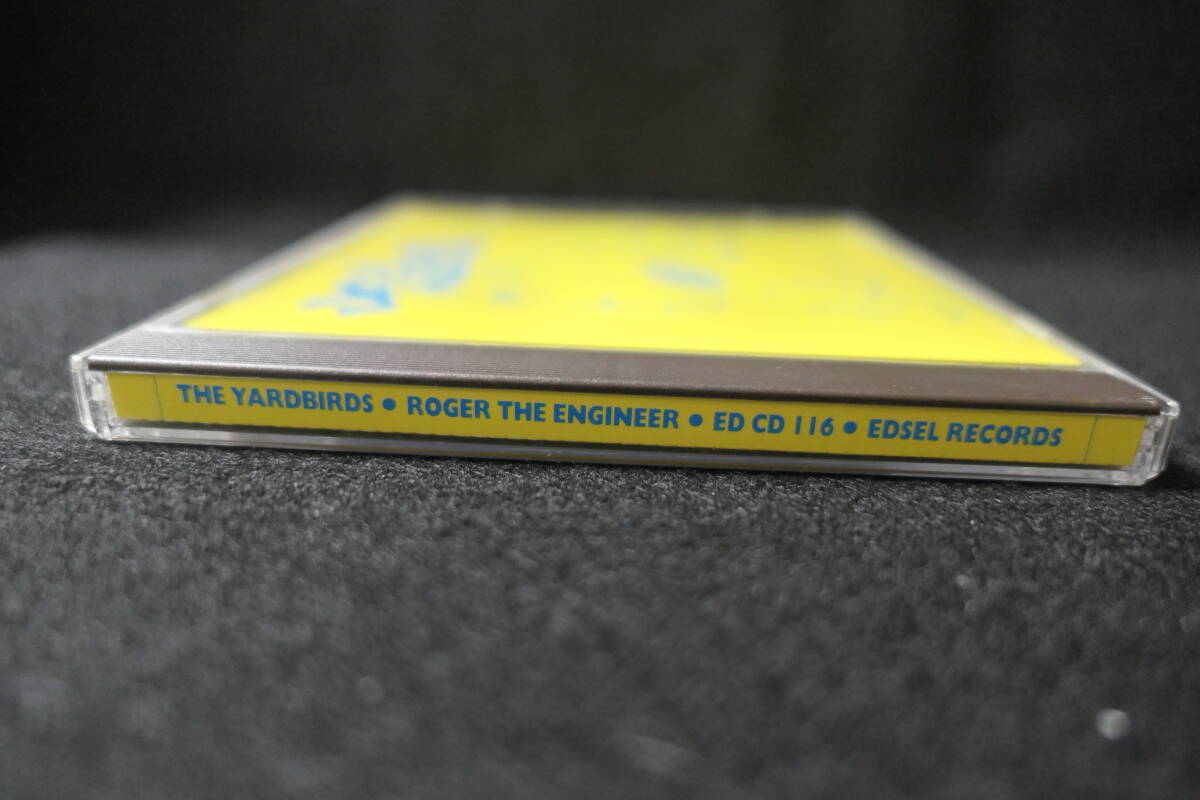 THE YARDBIRDS • ROGER THE ENGINEER • ED CD 116 • EDSEL RECORDS